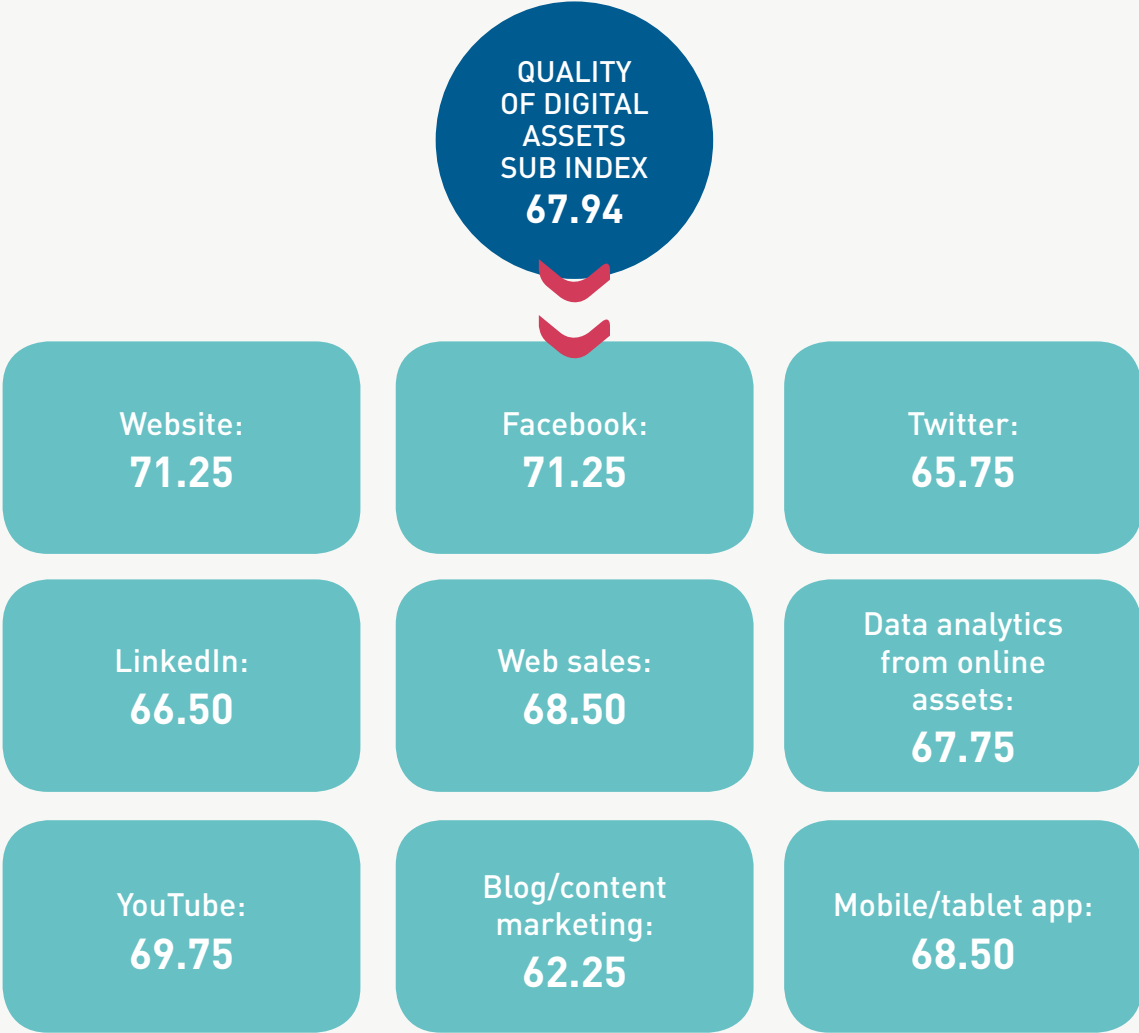 QUALITY
OF DIGITAL
ASSETS
SUB INDEX
67.94
Website:
71.25
Facebook:
71.25
Twitter:
65.75
LinkedIn:
66.50
Web sales:
68.50
Data analytics
from online
assets:
67.75
YouTube:
69.75
Blog/content
marketing:
62.25
Mobile/tablet app:
68.50